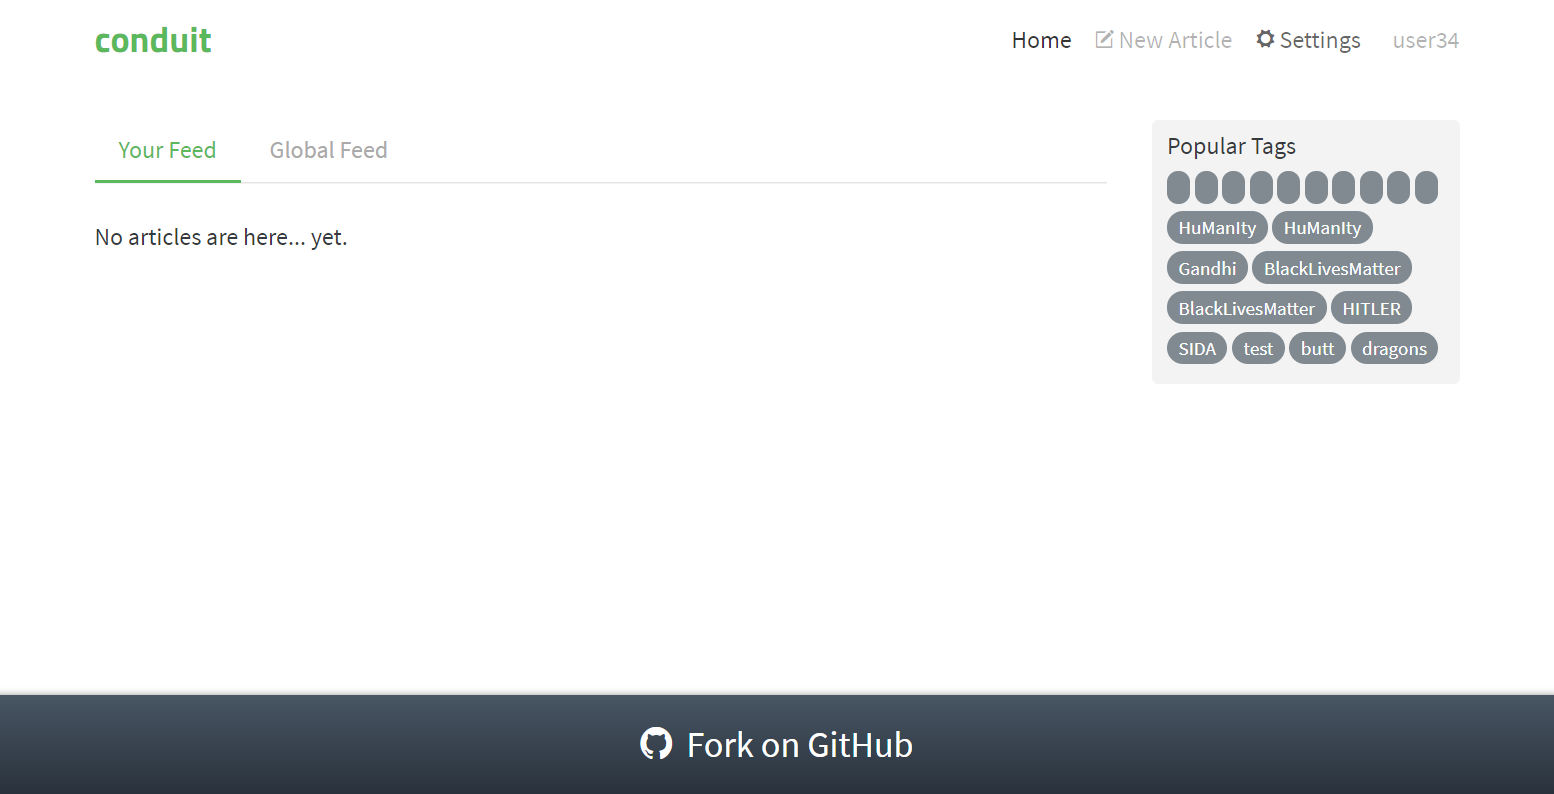 conduit
Home New Article Settings user34
Your Feed Global Feed
No articles are here... yet.
Popular Tags
HuManIty HuManIty
Gandhi BlackLivesMatter
BlackLivesMatter HITLER
SIDA test butt dragons
Fork on GitHub